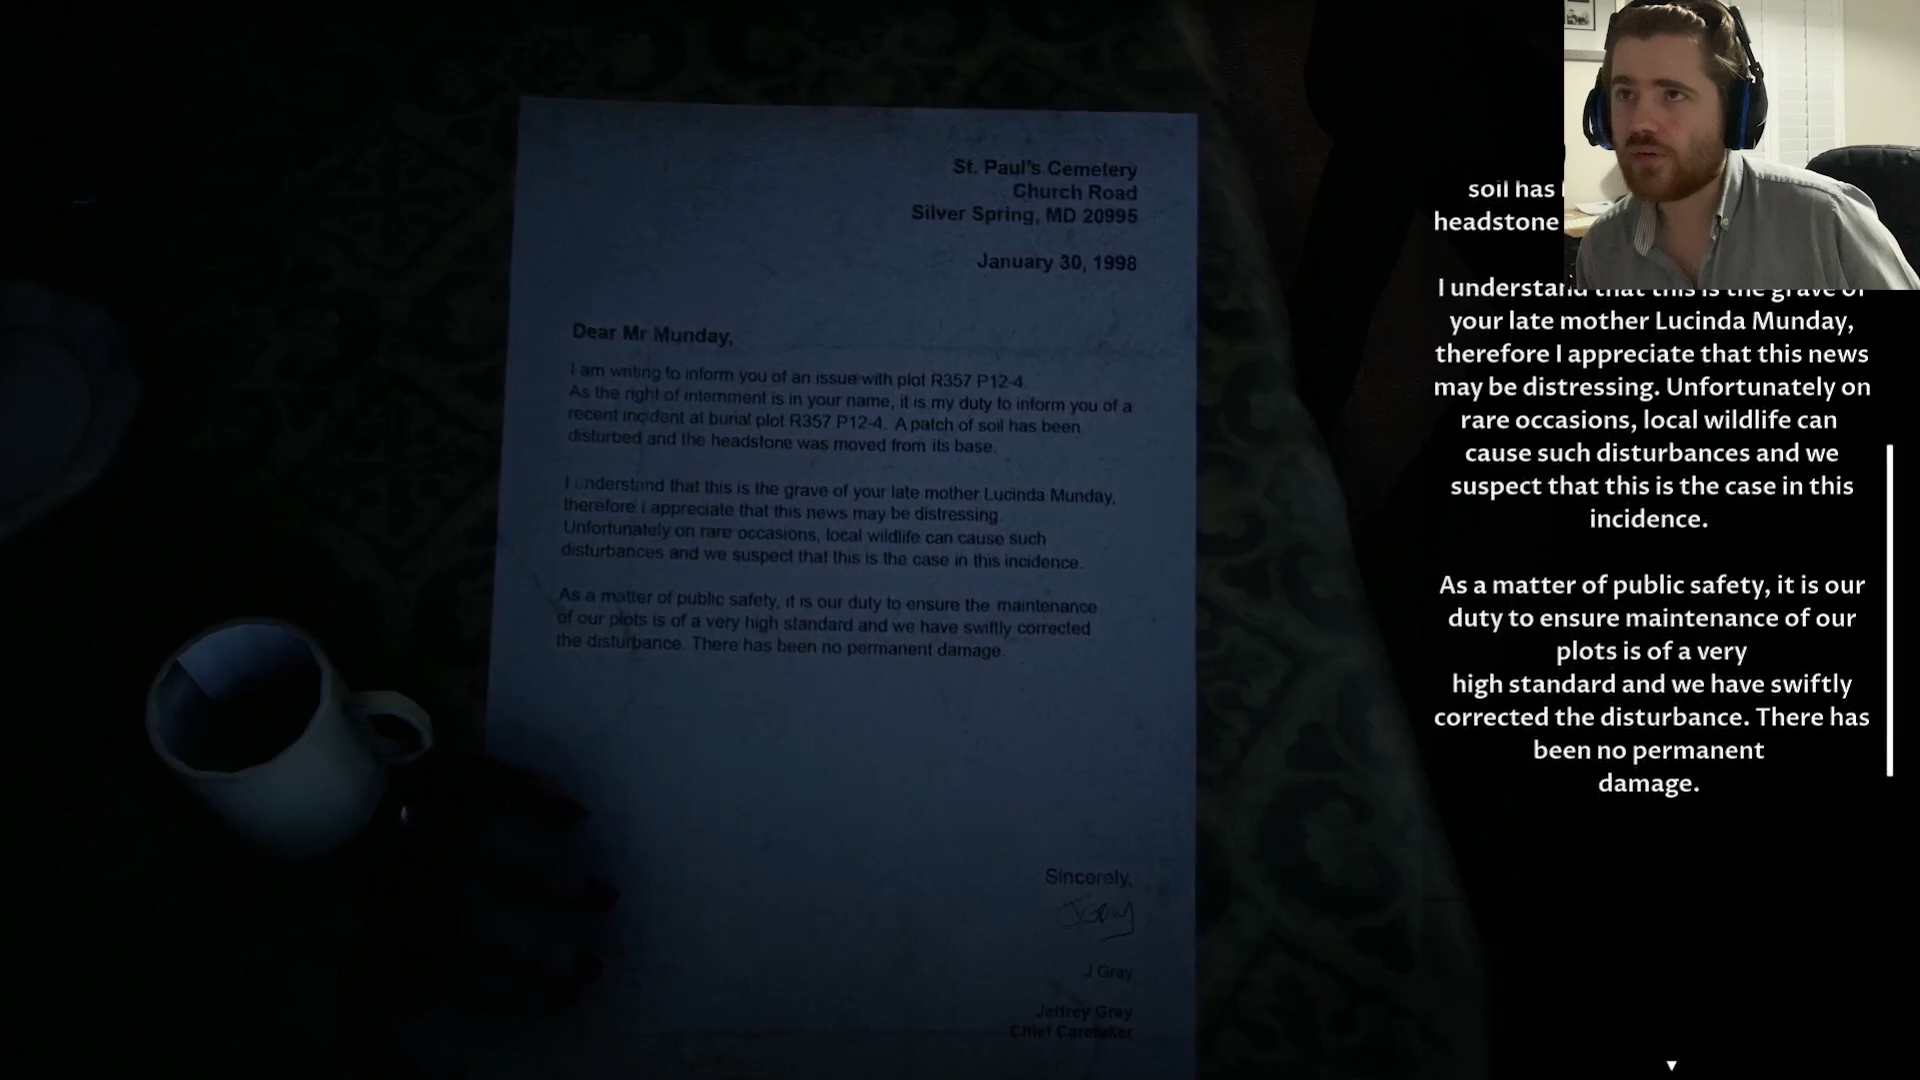 St. Paul's Cemetery
Church Road
Silver Spring, MD 20995
January 30, 1998
Dear Mr Munday,
I am writing to inform you of an issue with plot R357 P12-4.
As the right of internment is in your name, it is my duty to inform you of a
recent incident at burial plot R357 P12-4. A patch of soil has been
disturbed and the headstone was moved from its base.
I understand that this is the grave of your late mother Lucinda Munday,
therefore i appreciate that this news may be distressing.
Unfortunately on rare occasions, local wildlife can cause such
disturbances and we suspect that this is the case in this incidence.
As a matter of public safety, it is our duty to ensure the maintenance
of our plots is of a very high standard and we have swiftly corrected
the disturbance. There has been no permanent damage.
Sincerely,
JGray
J Gray
Jeffrey Gray
Chief Caretaker
soil has
headstone
I understand that this is the grave of
your late mother Lucinda Munday,
therefore I appreciate that this news
may be distressing. Unfortunately on
rare occasions, local wildlife can
cause such disturbances and we
suspect that this is the case in this
incidence.
As a matter of public safety, it is our
duty to ensure maintenance of our
plots is of a very
high standard and we have swiftly
corrected the disturbance. There has
been no permanent
damage.